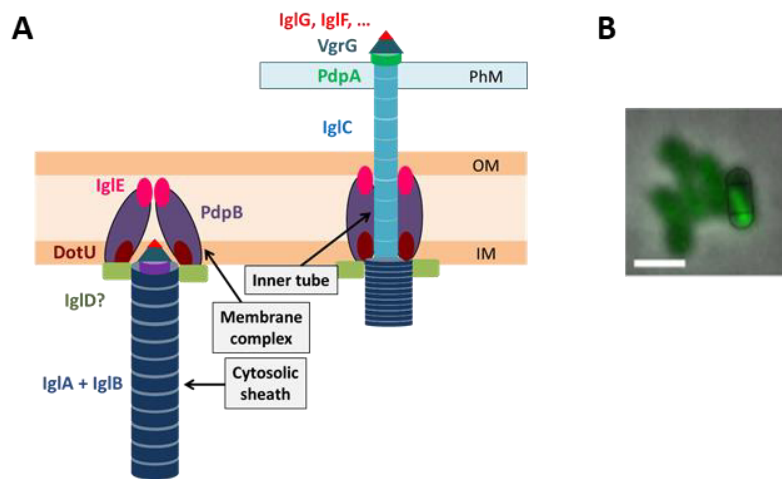 A
B
IglG, IglF, ...
VgrG
PdpA
PhM
IglC
OM
IglE
PdpB
DotU
IM
Inner tube
IglD?
Membrane
complex
IglA + IglB
Cytosolic
sheath